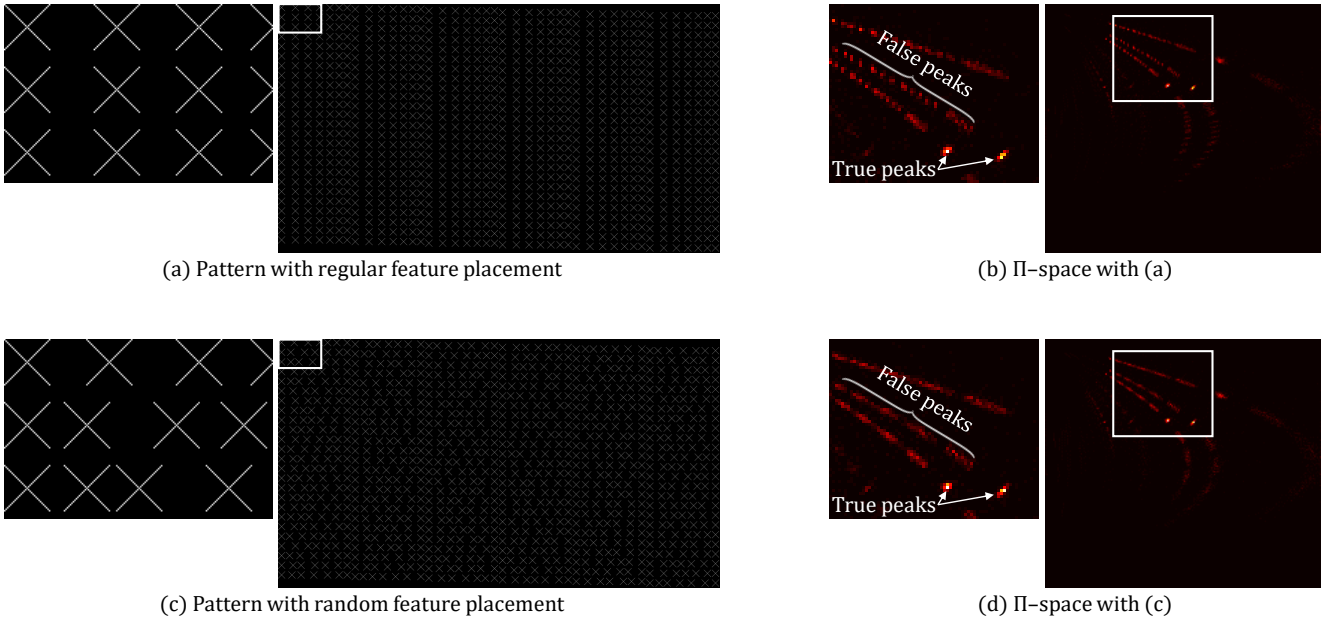 False peaks
True peaks
(a) Pattern with regular feature placement
(b) Π–space with (a)
False peaks
True peaks
(c) Pattern with random feature placement
(d) Π–space with (c)